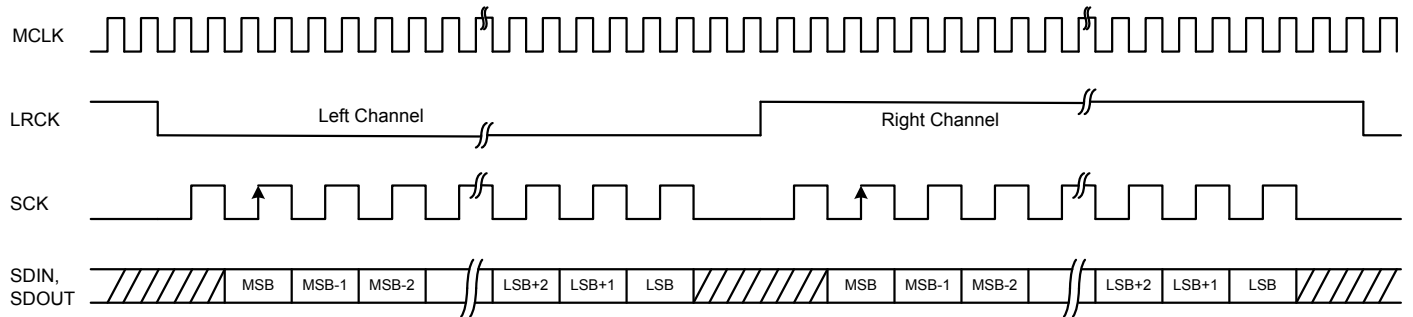 MCLK
LRCK
Left Channel
Right Channel
SCK
SDIN,
SDOUT
MSB MSB-1 MSB-2 LSB+2 LSB+1 LSB MSB MSB-1 MSB-2 LSB+2 LSB+1 LSB